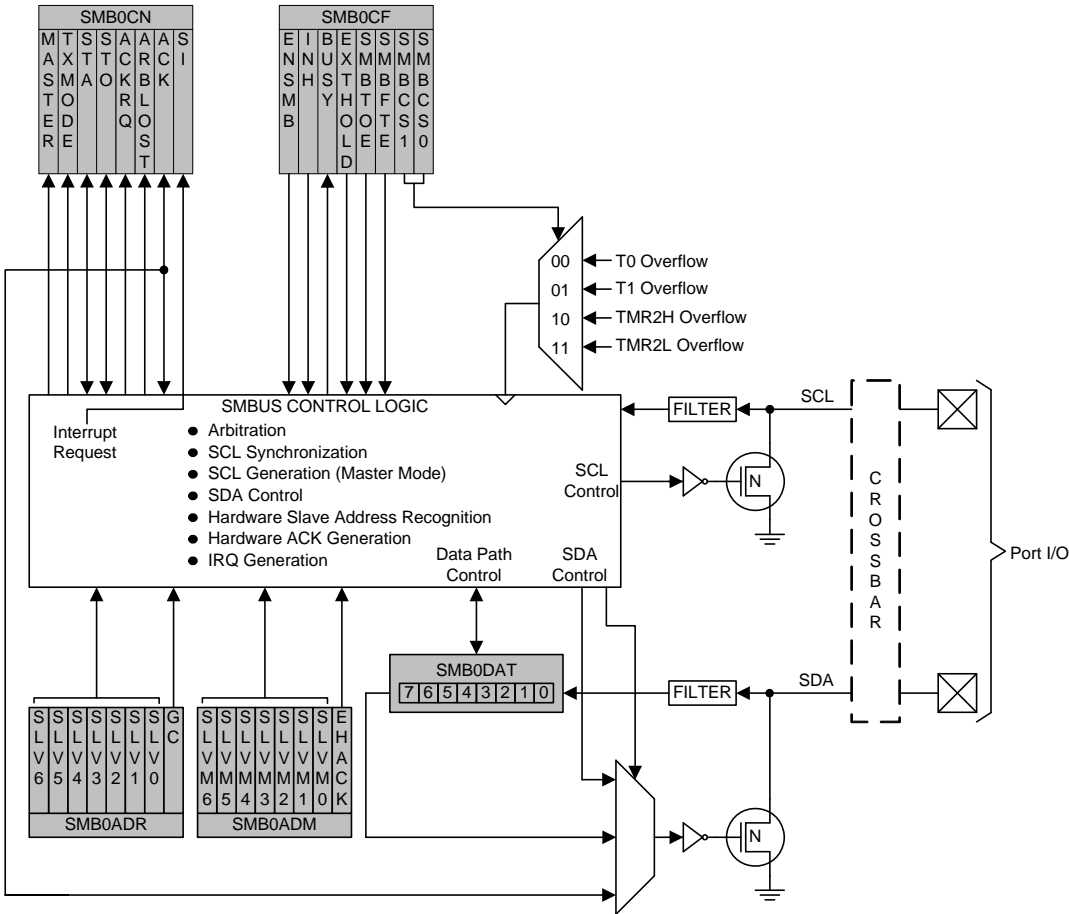 SMB0CN
MASTER
TXMODE
STA
STO
ACKRQ
ARBLOST
ACK
SI
SMB0CF
ENSMB
INH
BUSY
EXTHOLD
SMBTOE
SMBFTE
SMBCS1
SMBCS0
00
01
10
11
T0 Overflow
T1 Overflow
TMR2H Overflow
TMR2L Overflow
SMBUS CONTROL LOGIC
Interrupt
Request
● Arbitration
● SCL Synchronization
● SCL Generation (Master Mode)
● SDA Control
● Hardware Slave Address Recognition
● Hardware ACK Generation
● IRQ Generation
Data Path
Control
SCL
Control
SDA
Control
FILTER
SCL
N
CROSSBAR
Port I/O
SMB0DAT
7 6 5 4 3 2 1 0
FILTER
SDA
N
SLV6
SLV5
SLV4
SLV3
SLV2
SLV1
SLV0
GC
SMB0ADR
SLVM6
SLVM5
SLVM4
SLVM3
SLVM2
SLVM1
SLVM0
EHACK
SMB0ADM